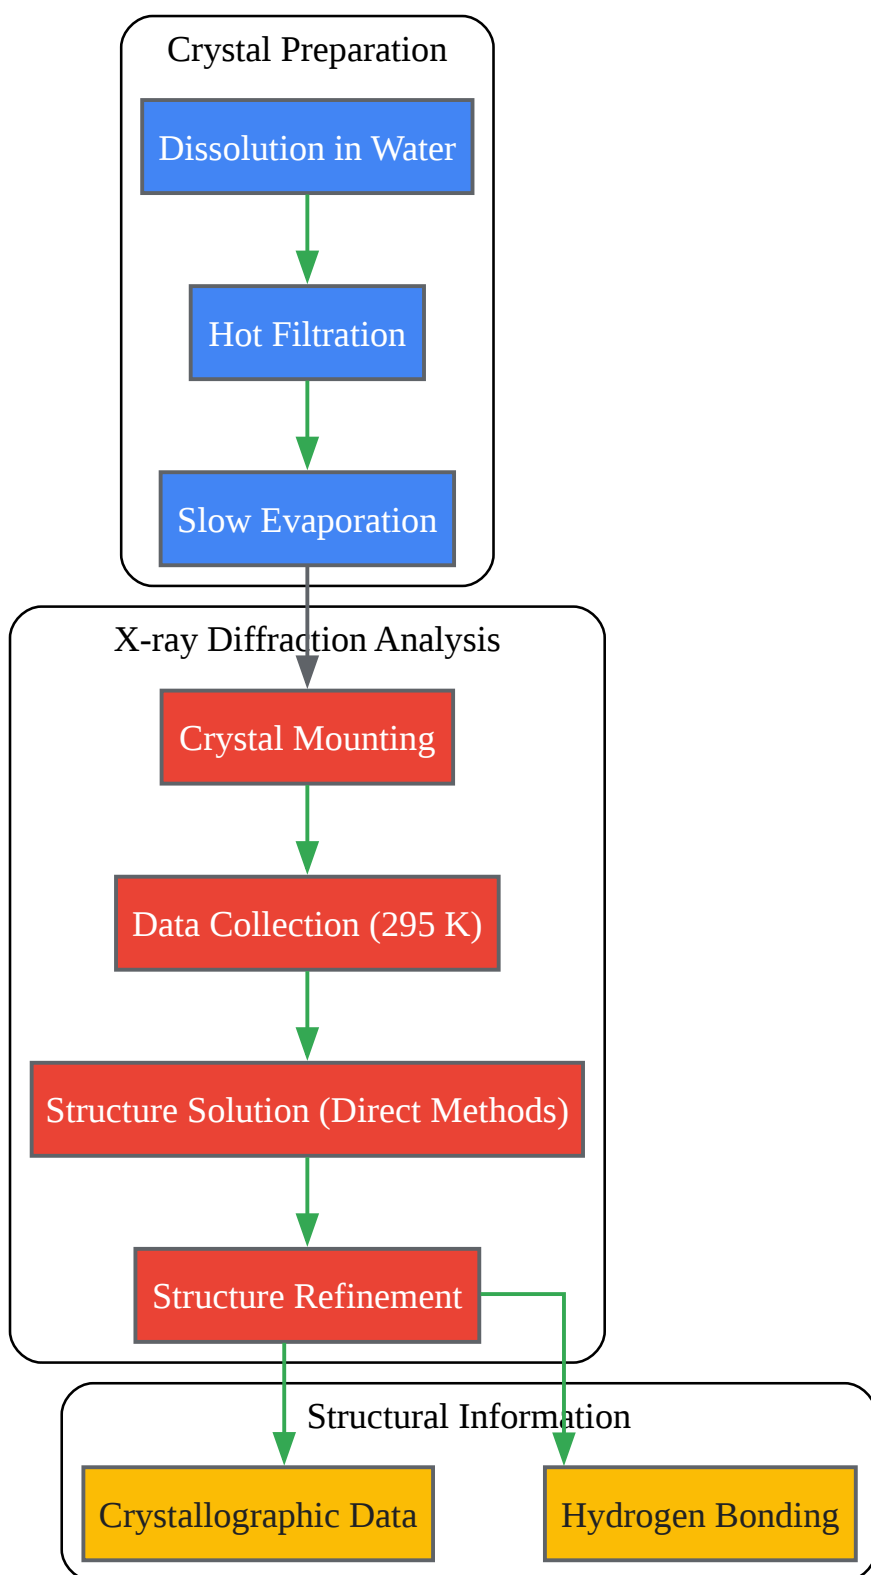 Crystal Preparation
Dissolution in Water
Hot Filtration
Slow Evaporation
X-ray Diffraction Analysis
Crystal Mounting
Data Collection (295 K)
Structure Solution (Direct Methods)
Structure Refinement
Structural Information
Crystallographic Data
Hydrogen Bonding